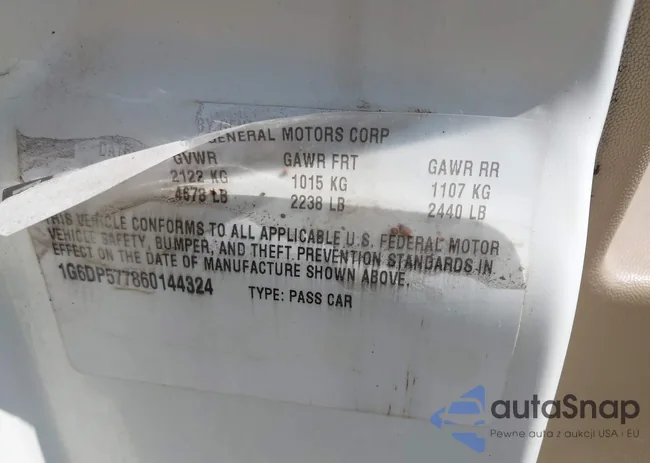 GENERAL MOTORS CORP
GVWR GAWR FRT GAWR RR
2122 KG 1015 KG 1107 KG
4678 LB 2238 LB 2440 LB
THIS VEHICLE CONFORMS TO ALL APPLICABLE U.S. FEDERAL MOTOR
VEHICLE SAFETY, BUMPER, AND THEFT PREVENTION STANDARDS IN
EFFECT ON THE DATE OF MANUFACTURE SHOWN ABOVE.
1G6DP577860144324 TYPE: PASS CAR
autaSnap
Pewne auta z aukcji USA i EU